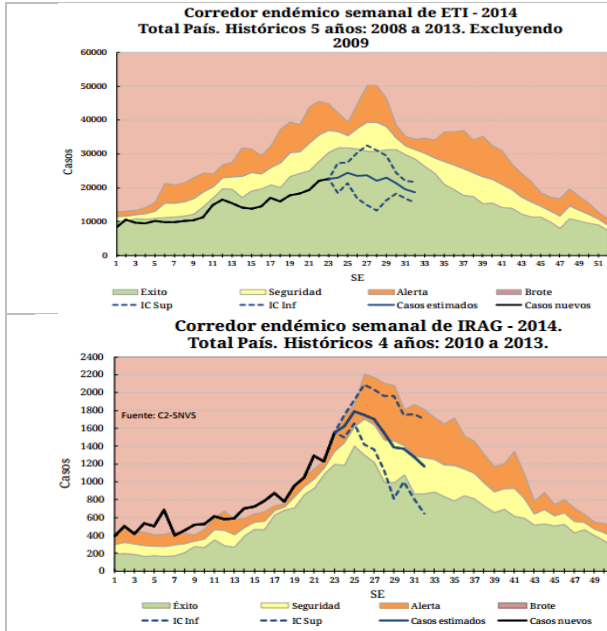 Corredor endémico semanal de ETI - 2014
Total País. Históricos 5 años: 2008 a 2013. Excluyendo
2009
60000
50000
40000
30000
20000
10000
0
Casos
1 3 5 7 9 11 13 15 17 19 21 23 25 27 29 31 33 35 37 39 41 43 45 47 49 51
SE
Exito Seguridad Alerta Brote
IC Sup IC Inf Casos estimados Casos nuevos
Corredor endémico semanal de IRAG - 2014.
Total País. Históricos 4 años: 2010 a 2013.
2400
2200
2000
1800
1600
1400
1200
1000
800
600
400
200
0
Casos
Fuente: C2-SNVS
1 3 5 7 9 11 13 15 17 19 21 23 25 27 29 31 33 35 37 39 41 43 45 47 49
SE
Éxito Seguridad Alerta Brote
IC Inf IC Sup Casos estimados Casos nuevos